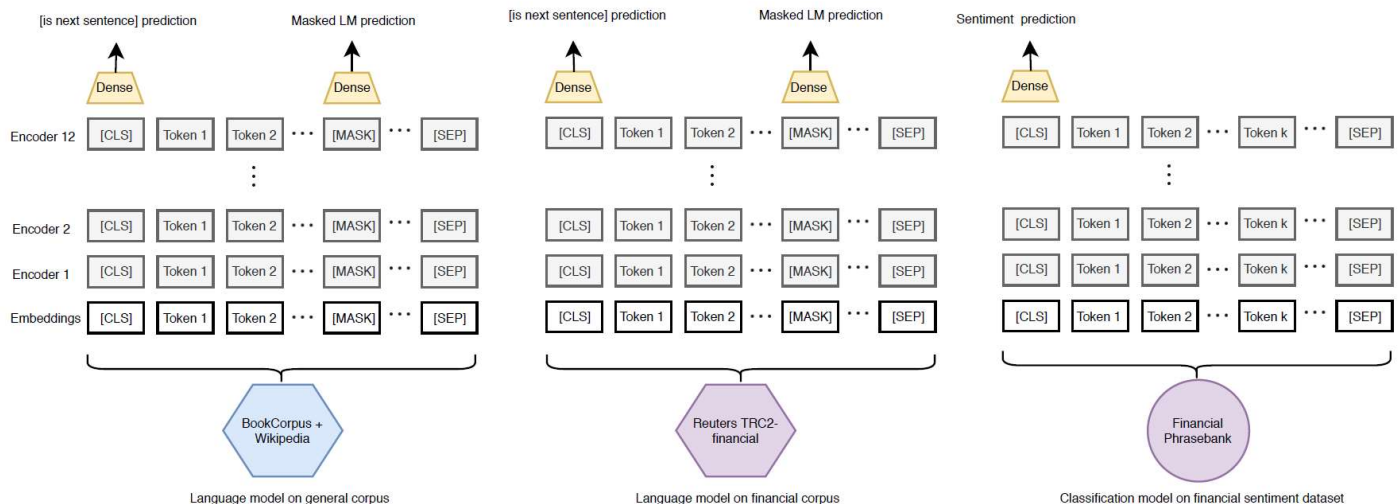 [is next sentence] prediction
Masked LM prediction
[is next sentence] prediction
Masked LM prediction
Sentiment prediction
Dense
Dense
Dense
Dense
Dense
Encoder 12 [CLS] Token 1 Token 2 ••• [MASK] ••• [SEP]
[CLS] Token 1 Token 2 ••• [MASK] ••• [SEP]
[CLS] Token 1 Token 2 ••• Token k ••• [SEP]
Encoder 2 [CLS] Token 1 Token 2 ••• [MASK] ••• [SEP]
[CLS] Token 1 Token 2 ••• [MASK] ••• [SEP]
[CLS] Token 1 Token 2 ••• Token k ••• [SEP]
Encoder 1 [CLS] Token 1 Token 2 ••• [MASK] ••• [SEP]
[CLS] Token 1 Token 2 ••• [MASK] ••• [SEP]
[CLS] Token 1 Token 2 ••• Token k ••• [SEP]
Embeddings [CLS] Token 1 Token 2 ••• [MASK] ••• [SEP]
[CLS] Token 1 Token 2 ••• [MASK] ••• [SEP]
[CLS] Token 1 Token 2 ••• Token k ••• [SEP]
BookCorpus +
Wikipedia
Reuters TRC2-
financial
Financial
Phrasebank
Language model on general corpus
Language model on financial corpus
Classification model on financial sentiment dataset